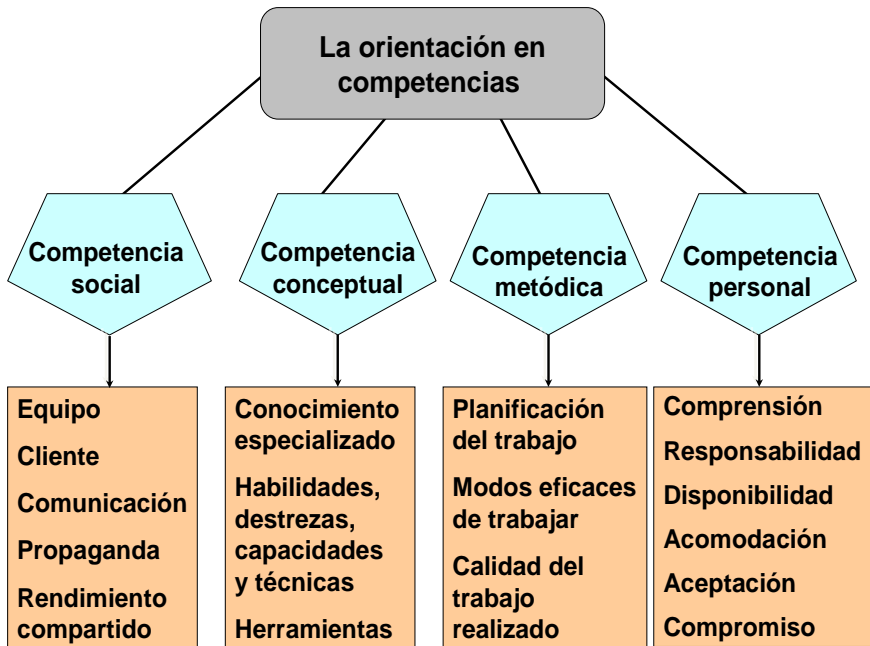 La orientación en
competencias
Competencia
social
Competencia
conceptual
Competencia
metódica
Competencia
personal
Equipo
Cliente
Comunicación
Propaganda
Rendimiento
compartido
Conocimiento
especializado
Habilidades,
destrezas,
capacidades
y técnicas
Herramientas
Planificación
del trabajo
Modos eficaces
de trabajar
Calidad del
trabajo
realizado
Comprensión
Responsabilidad
Disponibilidad
Acomodación
Aceptación
Compromiso